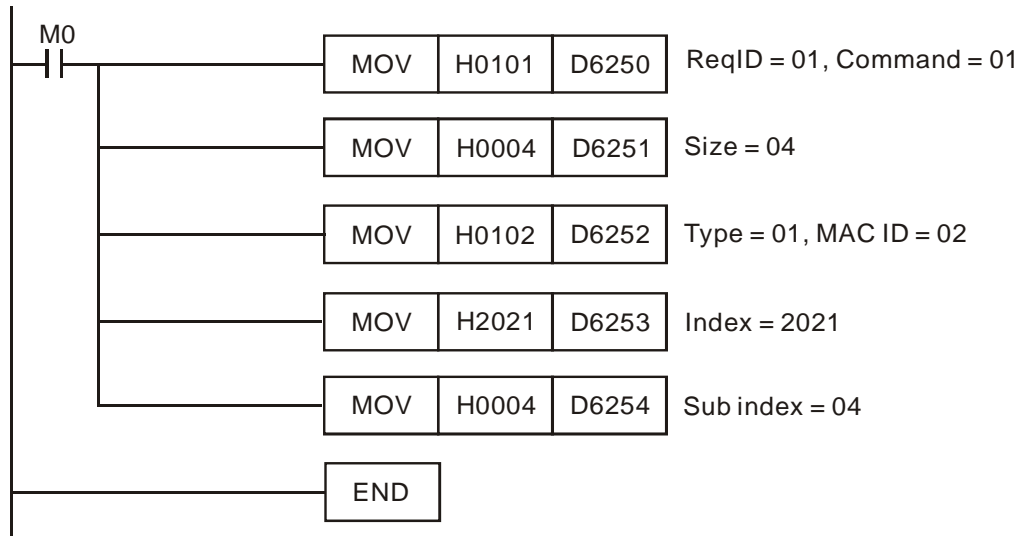 M0
MOV H0101 D6250 ReqID = 01, Command = 01
MOV H0004 D6251 Size = 04
MOV H0102 D6252 Type = 01, MAC ID = 02
MOV H2021 D6253 Index = 2021
MOV H0004 D6254 Sub index = 04
END